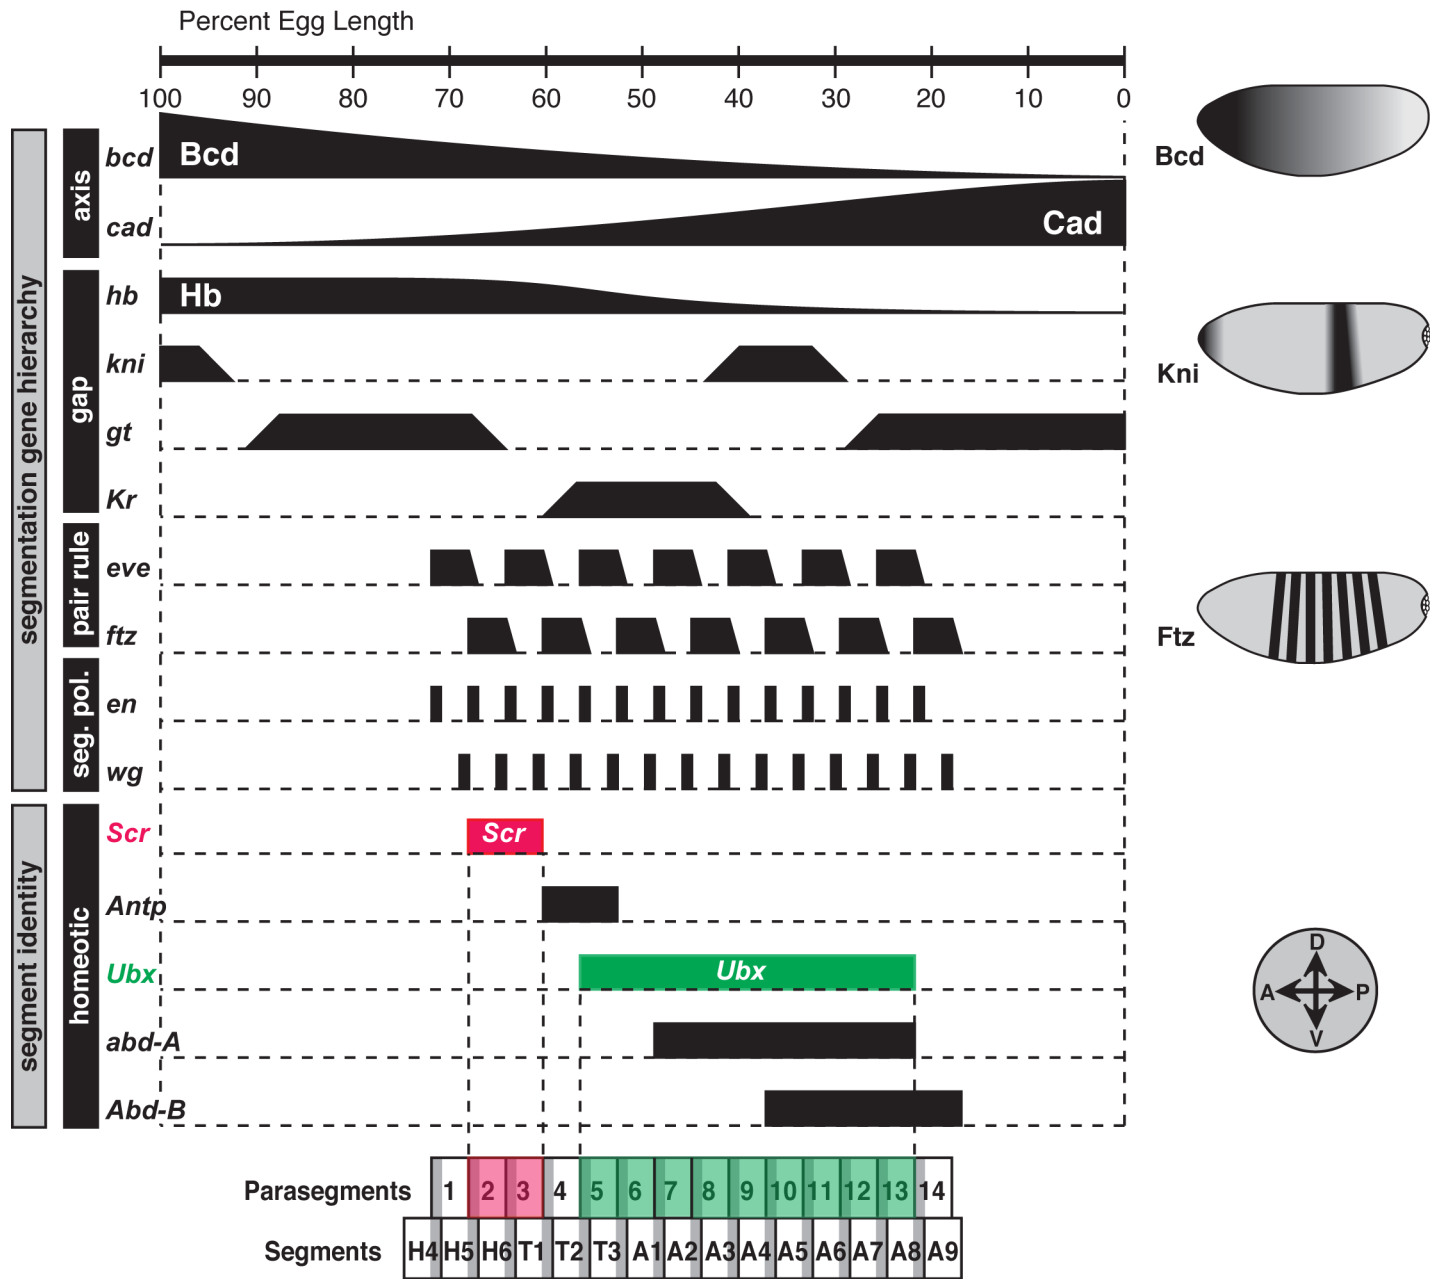 Percent Egg Length
100 90 80 70 60 50 40 30 20 10 0
segmentation gene hierarchy
axis
bcd Bcd
cad Cad
gap
hb Hb
kni
gt
Kr
pair rule
eve
ftz
seg. pol.
en
wg
segment identity
homeotic
Scr Scr
Antp
Ubx Ubx
abd-A
Abd-B
Parasegments 1 2 3 4 5 6 7 8 9 10 11 12 13 14
Segments H4 H5 H6 T1 T2 T3 A1 A2 A3 A4 A5 A6 A7 A8 A9
Bcd
Kni
Ftz
D
A P
V